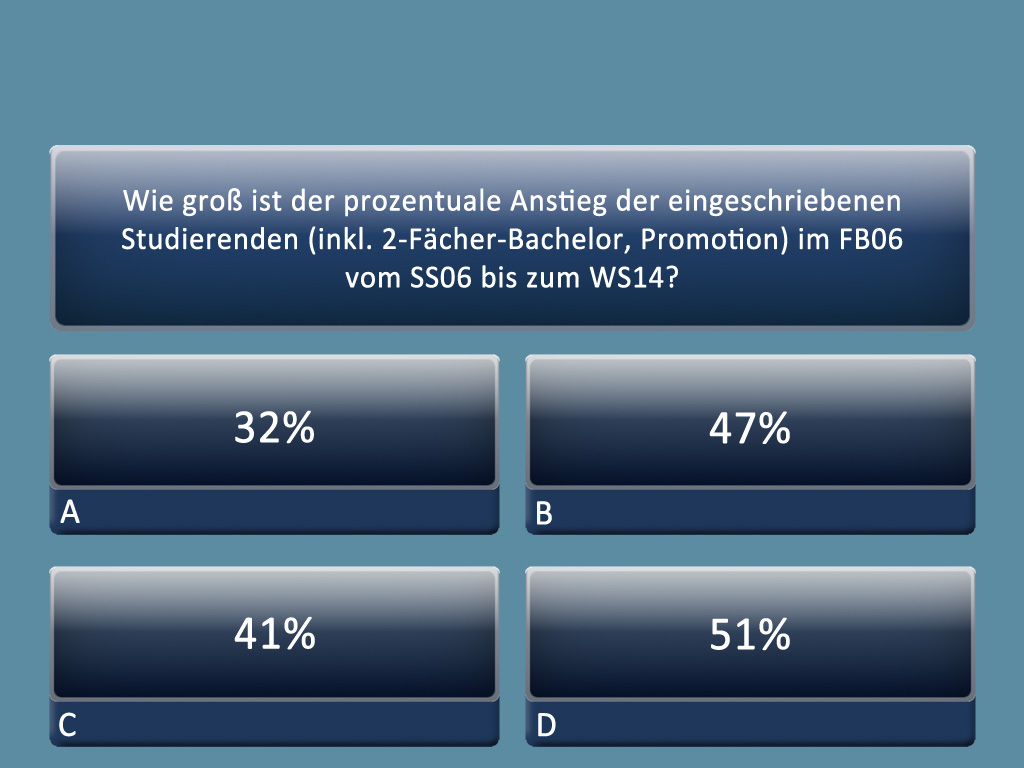 Wie groß ist der prozentuale Anstieg der eingeschriebenen
Studierenden (inkl. 2-Fächer-Bachelor, Promotion) im FB06
vom SS06 bis zum WS14?
32%
A
47%
B
41%
C
51%
D